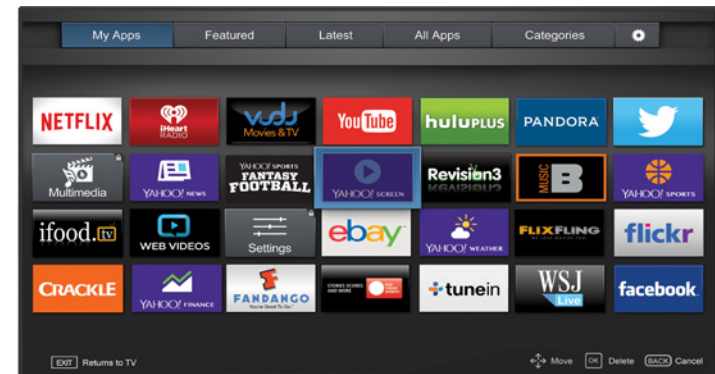 My Apps Featured Latest All Apps Categories
NETFLIX
iHeart
RADIO
vudu
Movies & TV
YouTube
huluPLUS
PANDORA
Multimedia
YAHOO! NEWS
YAHOO! SPORTS
FANTASY
FOOTBALL
YAHOO! SCREEN
Revision3
MUSIC B
YAHOO! SPORTS
ifood.tv
WEB VIDEOS
Settings
ebay
YAHOO! WEATHER
FLIXFLING
flickr
CRACKLE
YAHOO! FINANCE
FANDANGO
STORIES SCORES
AND MORE
tunein
WSJ
Live
facebook
EXIT Returns to TV Move OK Delete BACK Cancel